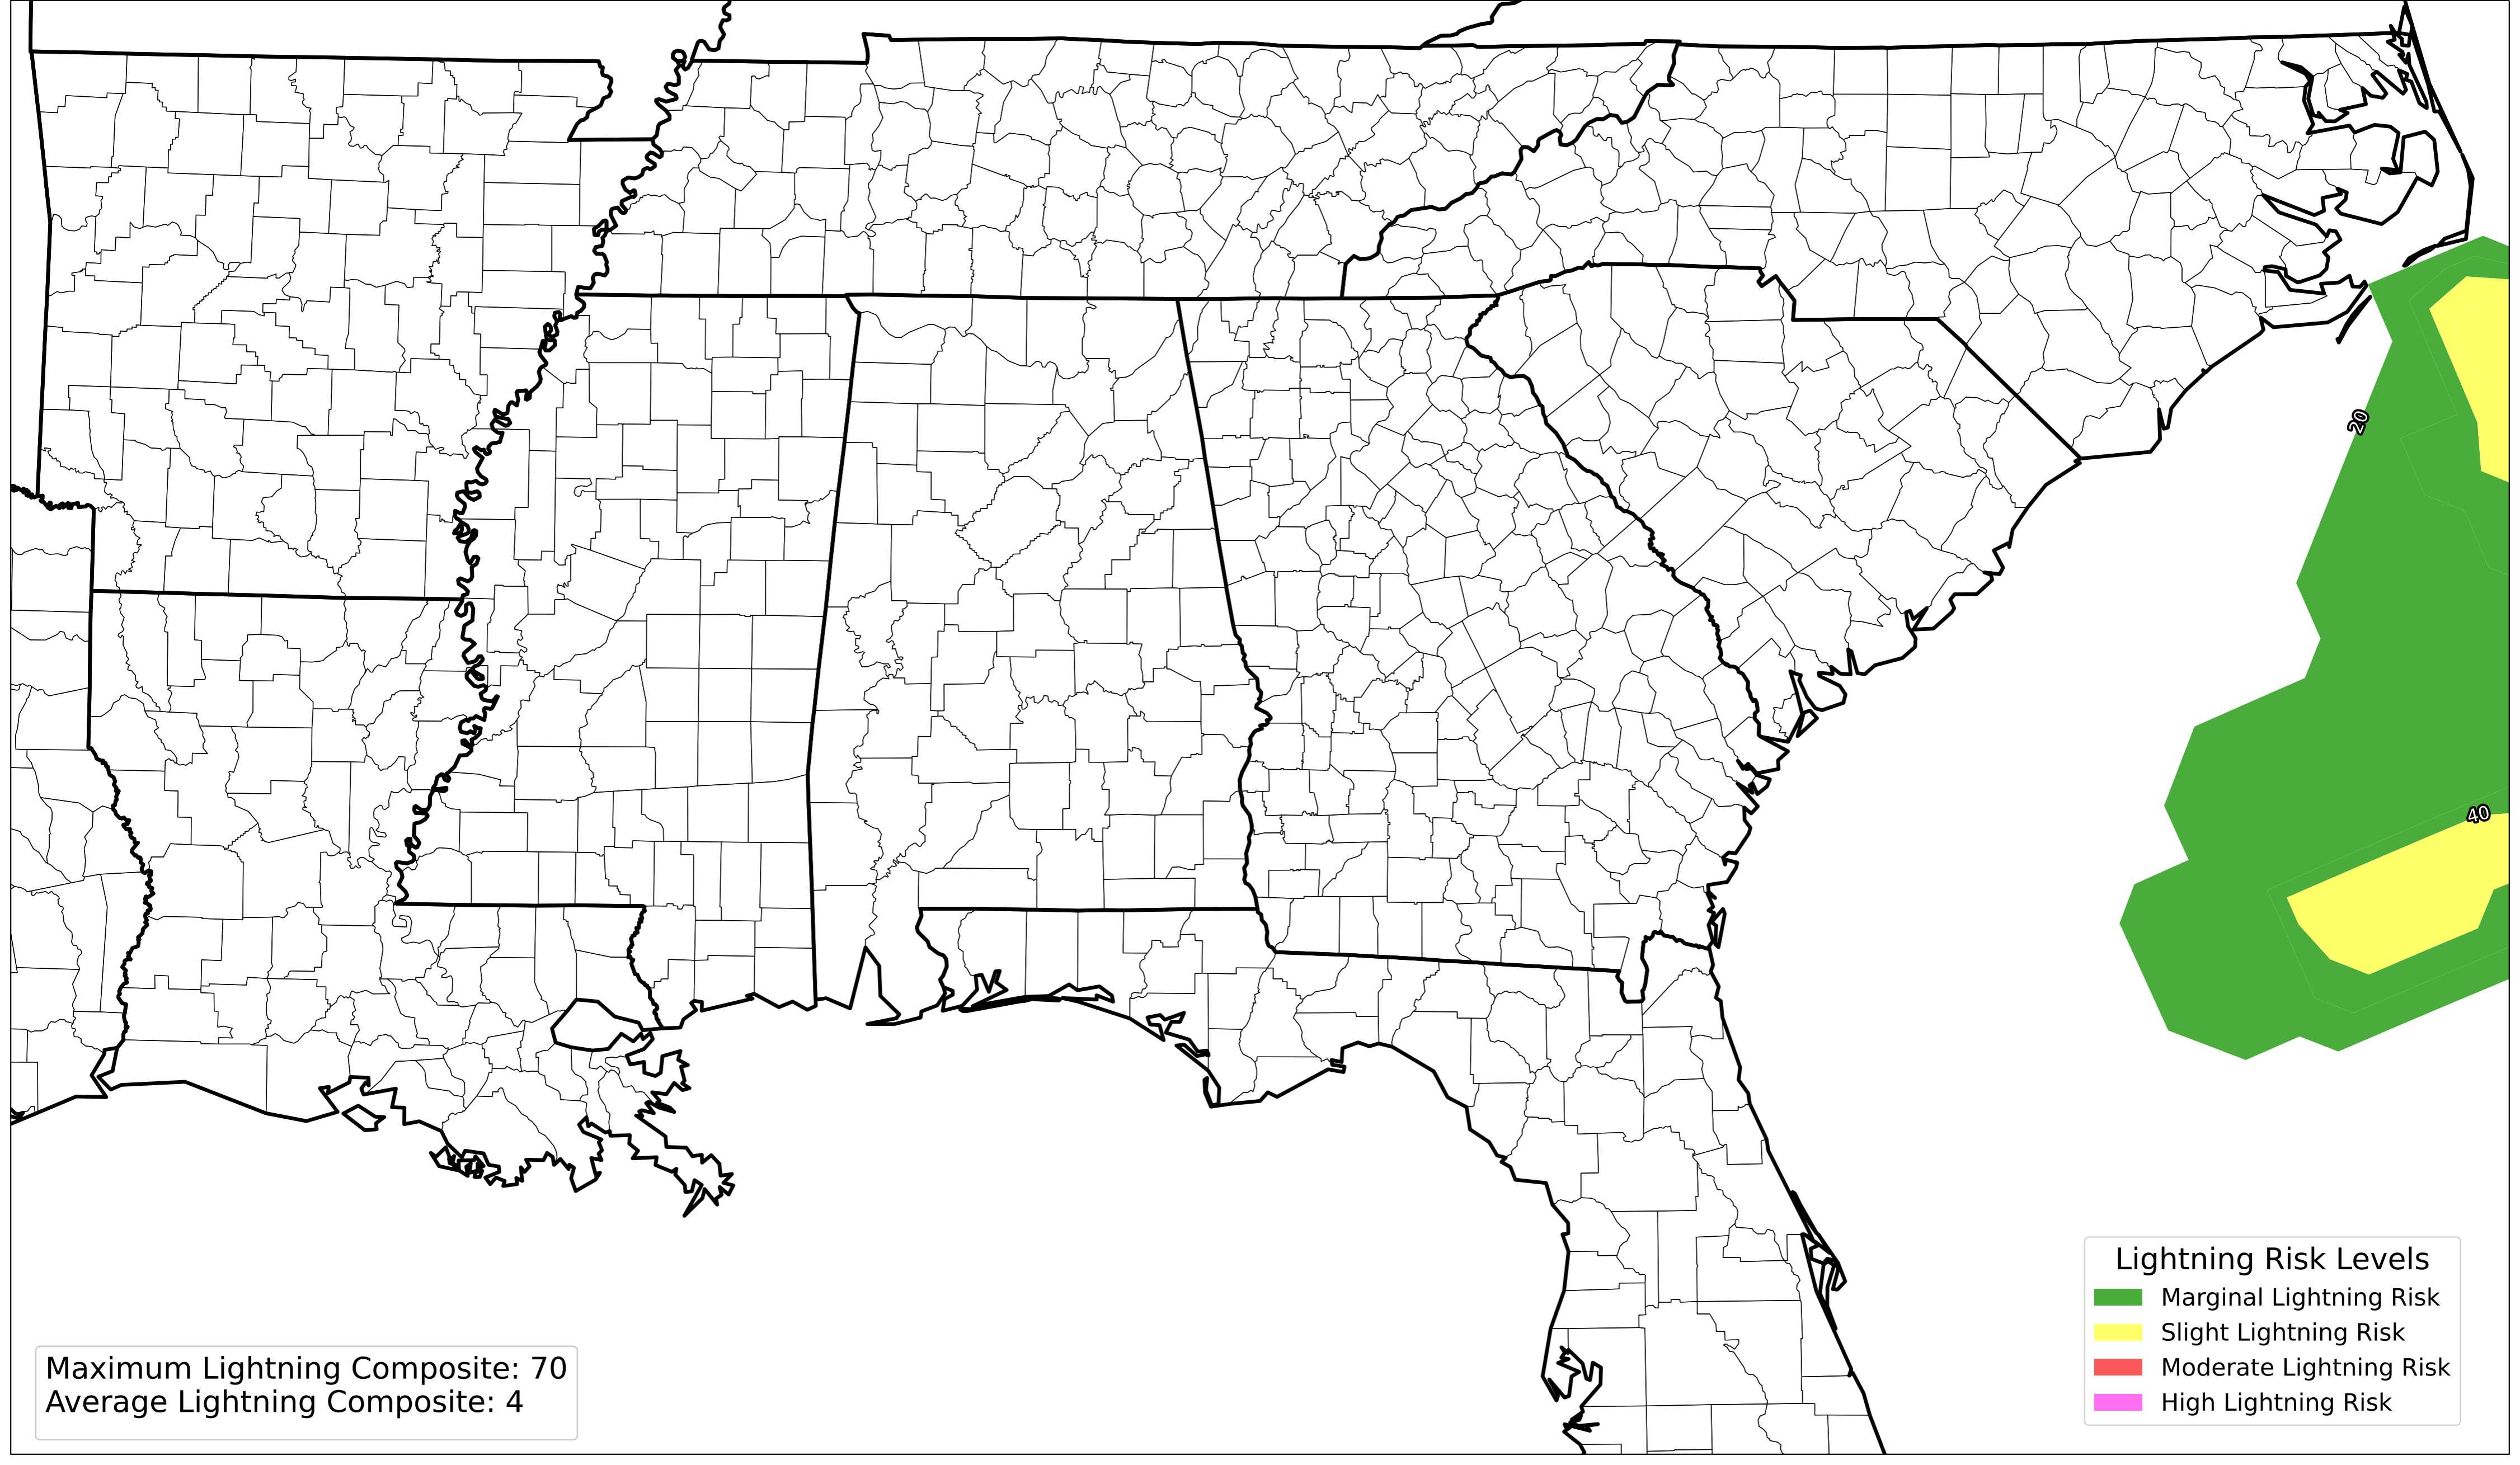 20
40
Lightning Risk Levels
Marginal Lightning Risk
Slight Lightning Risk
Moderate Lightning Risk
High Lightning Risk
Maximum Lightning Composite: 70
Average Lightning Composite: 4